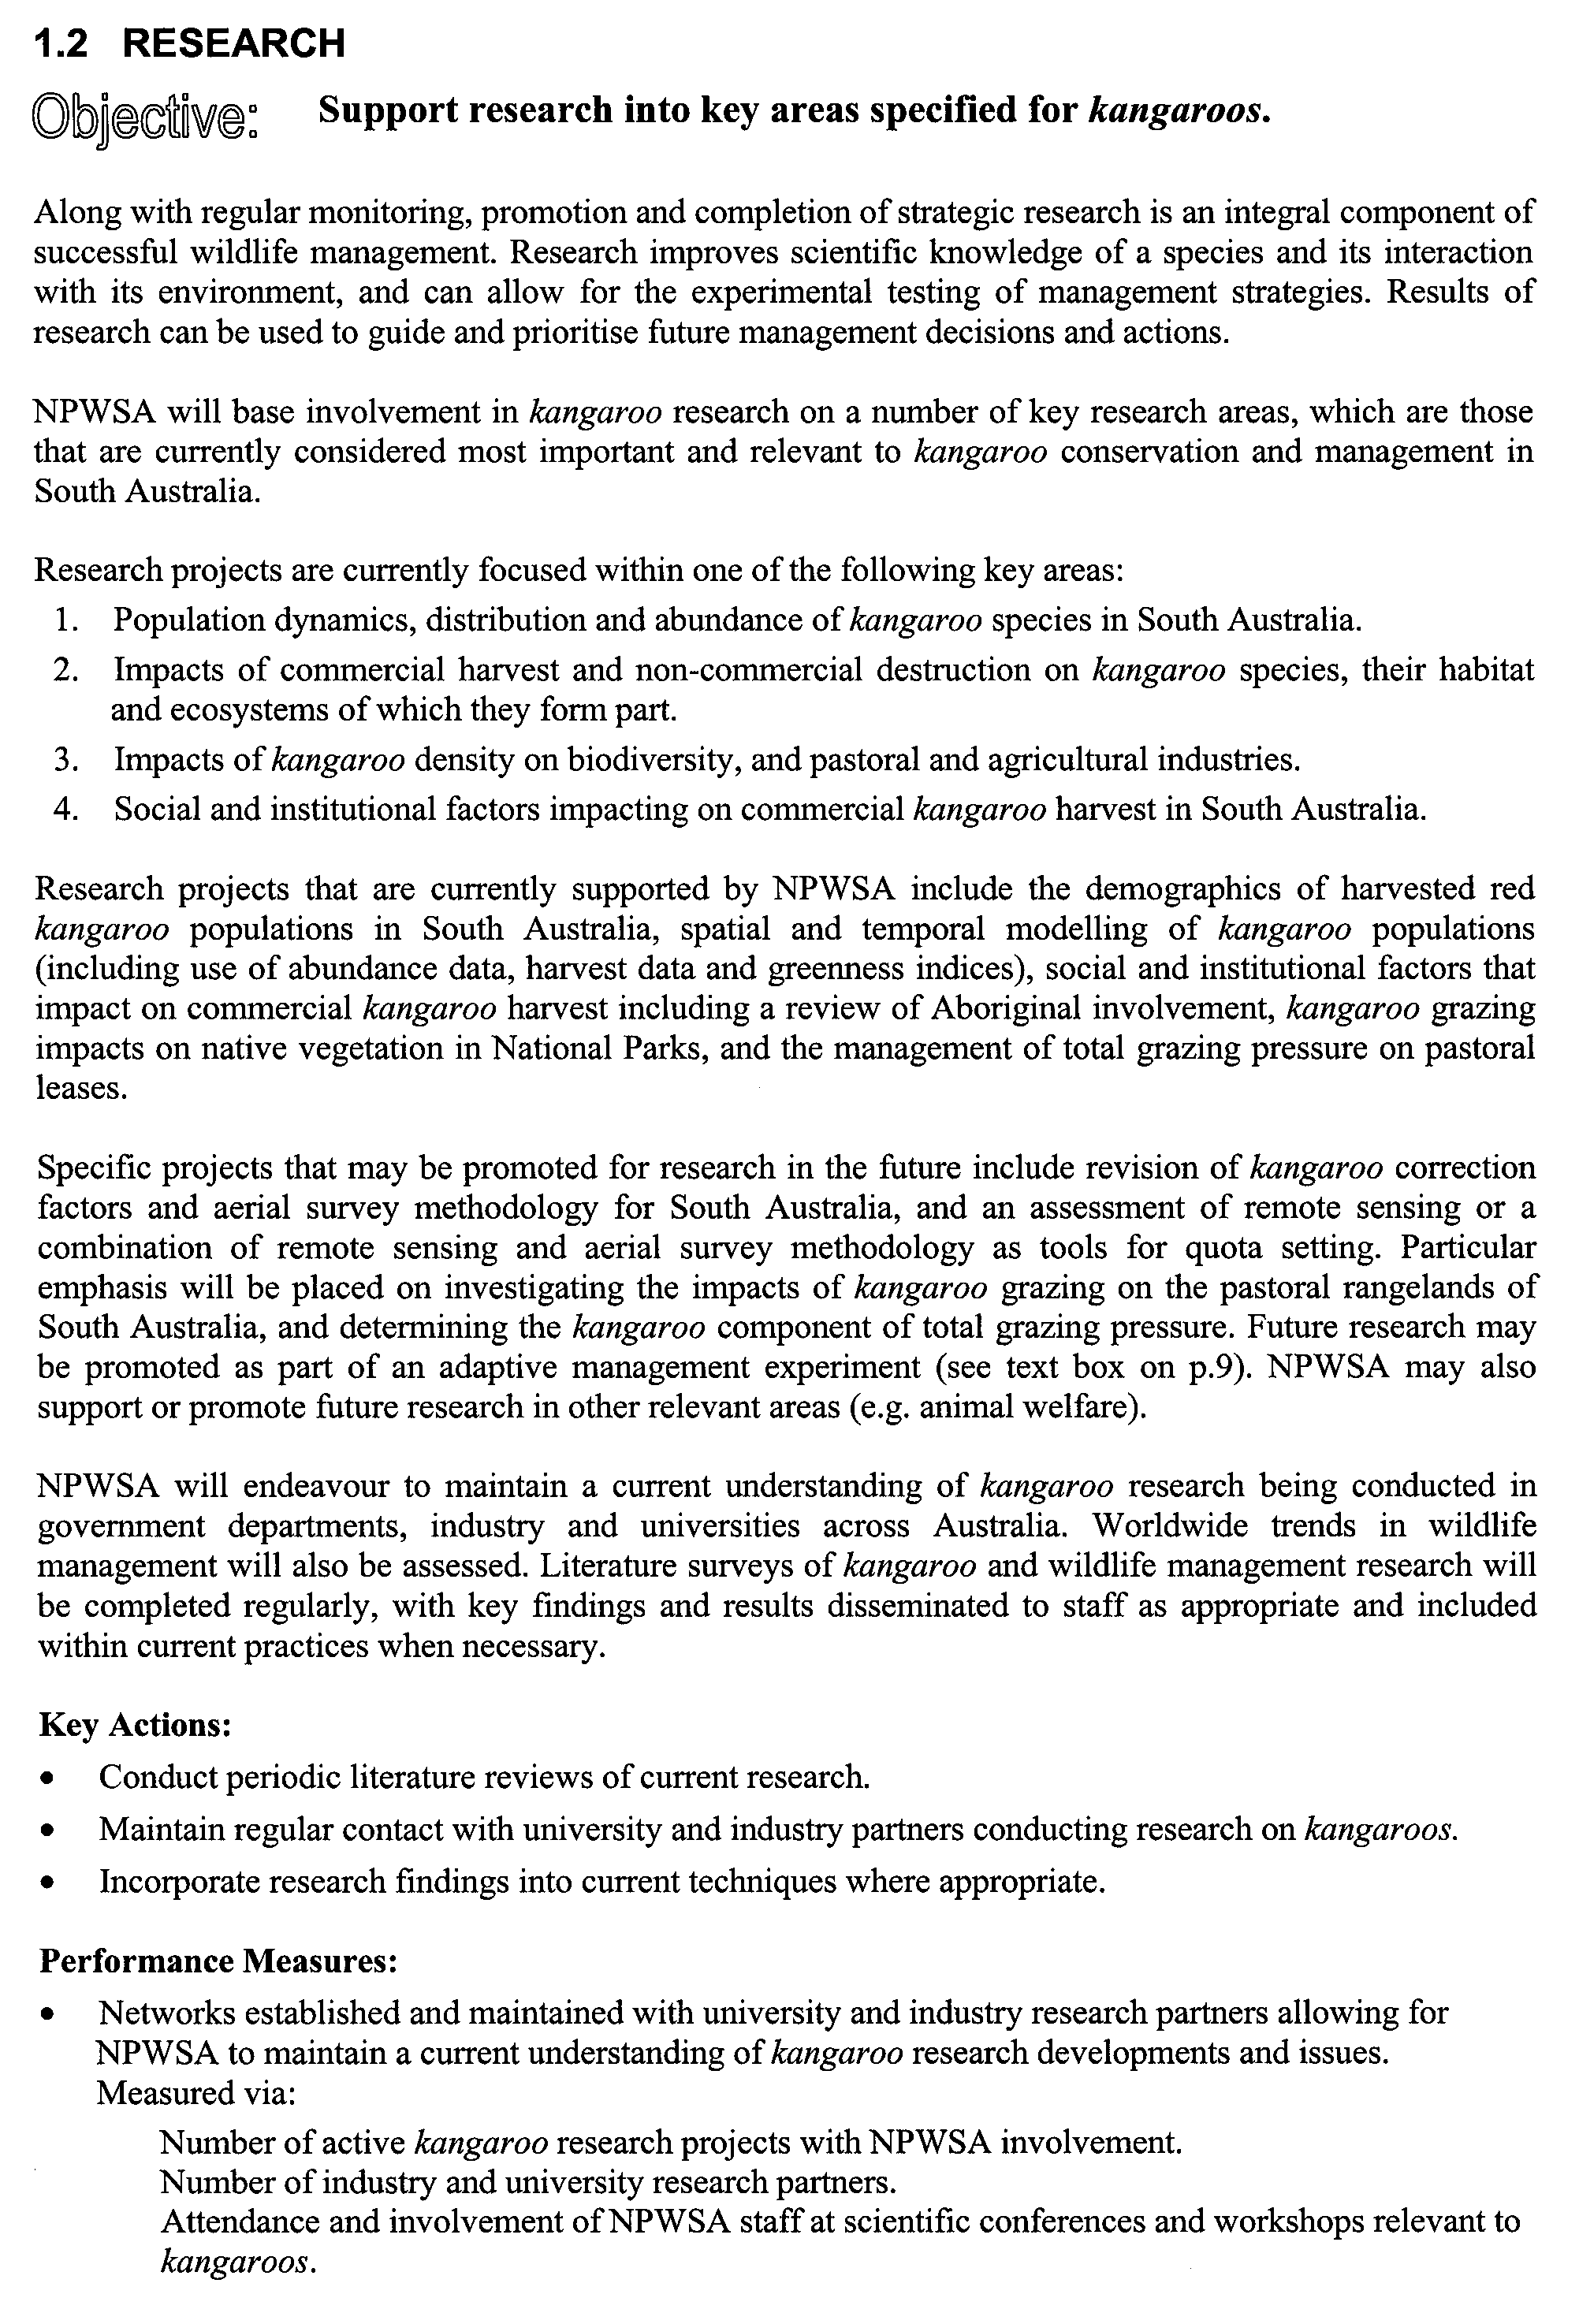 1.2 RESEARCH
Objective: Support research into key areas specified for kangaroos.
Along with regular monitoring, promotion and completion of strategic research is an integral component of
successful wildlife management. Research improves scientific knowledge of a species and its interaction
with its environment, and can allow for the experimental testing of management strategies. Results of
research can be used to guide and prioritise future management decisions and actions.
NPWSA will base involvement in kangaroo research on a number of key research areas, which are those
that are currently considered most important and relevant to kangaroo conservation and management in
South Australia.
Research projects are currently focused within one of the following key areas:
1. Population dynamics, distribution and abundance of kangaroo species in South Australia.
2. Impacts of commercial harvest and non-commercial destruction on kangaroo species, their habitat
and ecosystems of which they form part.
3. Impacts of kangaroo density on biodiversity, and pastoral and agricultural industries.
4. Social and institutional factors impacting on commercial kangaroo harvest in South Australia.
Research projects that are currently supported by NPWSA include the demographics of harvested red
kangaroo populations in South Australia, spatial and temporal modelling of kangaroo populations
(including use of abundance data, harvest data and greenness indices), social and institutional factors that
impact on commercial kangaroo harvest including a review of Aboriginal involvement, kangaroo grazing
impacts on native vegetation in National Parks, and the management of total grazing pressure on pastoral
leases.
Specific projects that may be promoted for research in the future include revision of kangaroo correction
factors and aerial survey methodology for South Australia, and an assessment of remote sensing or a
combination of remote sensing and aerial survey methodology as tools for quota setting. Particular
emphasis will be placed on investigating the impacts of kangaroo grazing on the pastoral rangelands of
South Australia, and determining the kangaroo component of total grazing pressure. Future research may
be promoted as part of an adaptive management experiment (see text box on p.9). NPWSA may also
support or promote future research in other relevant areas (e.g. animal welfare).
NPWSA will endeavour to maintain a current understanding of kangaroo research being conducted in
government departments, industry and universities across Australia. Worldwide trends in wildlife
management will also be assessed. Literature surveys of kangaroo and wildlife management research will
be completed regularly, with key findings and results disseminated to staff as appropriate and included
within current practices when necessary.
Key Actions:
• Conduct periodic literature reviews of current research.
• Maintain regular contact with university and industry partners conducting research on kangaroos.
• Incorporate research findings into current techniques where appropriate.
Performance Measures:
• Networks established and maintained with university and industry research partners allowing for
NPWSA to maintain a current understanding of kangaroo research developments and issues.
Measured via:
Number of active kangaroo research projects with NPWSA involvement.
Number of industry and university research partners.
Attendance and involvement of NPWSA staff at scientific conferences and workshops relevant to
kangaroos.